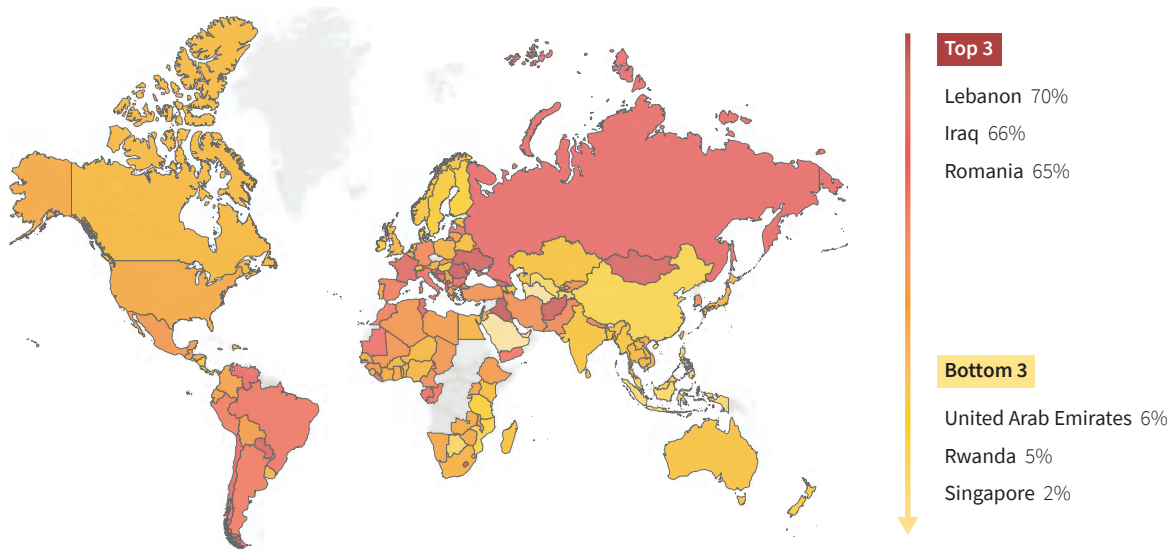 Top 3
Lebanon 70%
Iraq 66%
Romania 65%
Bottom 3
United Arab Emirates 6%
Rwanda 5%
Singapore 2%